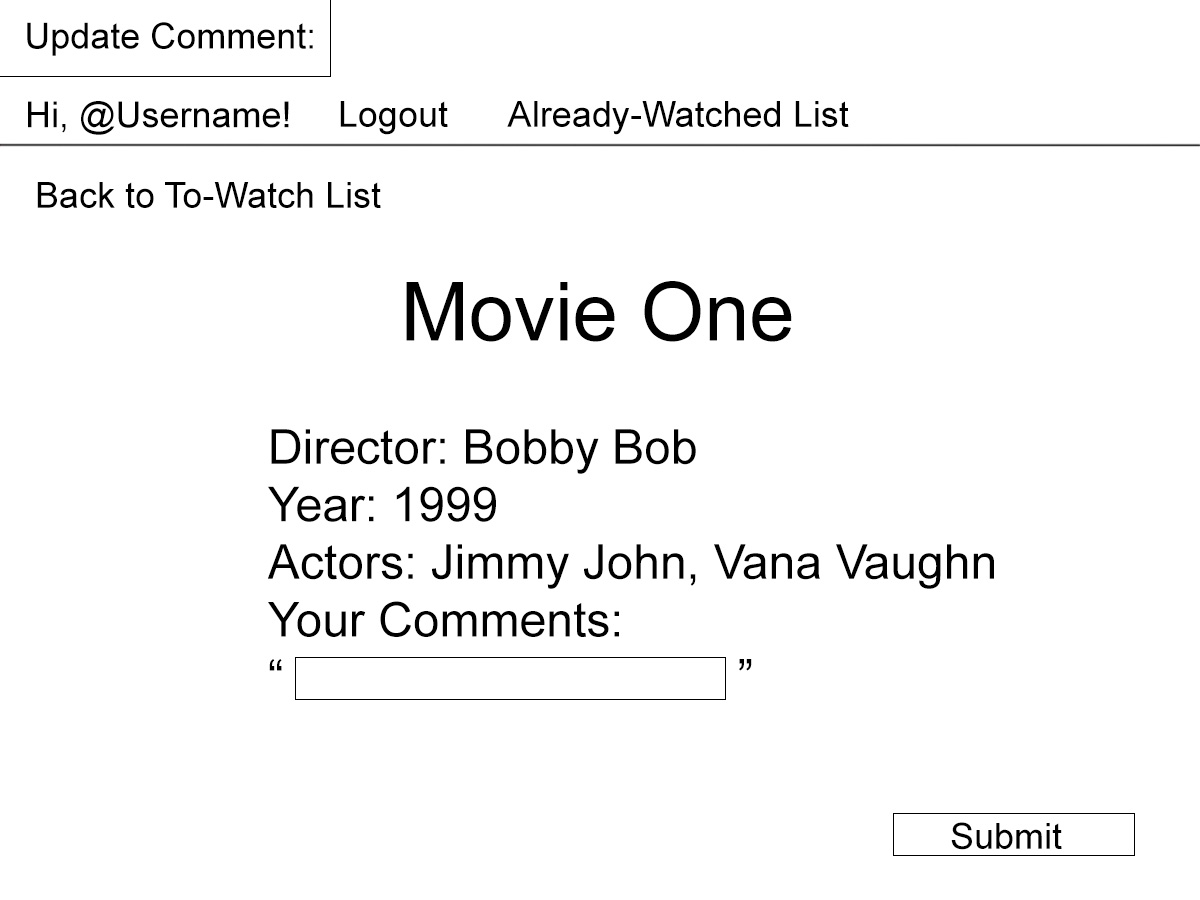 Update Comment:
Hi, @Username! Logout Already-Watched List
Back to To-Watch List
Movie One
Director: Bobby Bob
Year: 1999
Actors: Jimmy John, Vana Vaughn
Your Comments:
“ ”
Submit